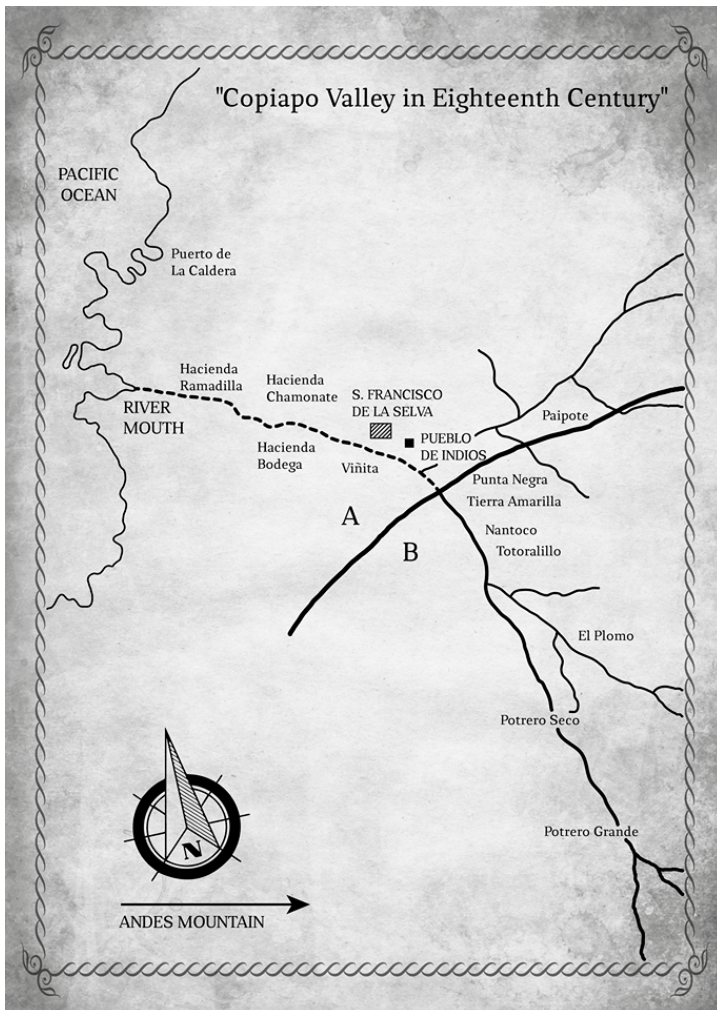 "Copiapo Valley in Eighteenth Century"
PACIFIC
OCEAN
Puerto de
La Caldera
Hacienda
Ramadilla
Hacienda
Chamonate
S. FRANCISCO
DE LA SELVA
RIVER
MOUTH
Hacienda
Bodega
Viñita
PUEBLO
DE INDIOS
Paipote
Punta Negra
Tierra Amarilla
A
B
Nantoco
Totoralillo
El Plomo
Potrero Seco
Potrero Grande
N
ANDES MOUNTAIN